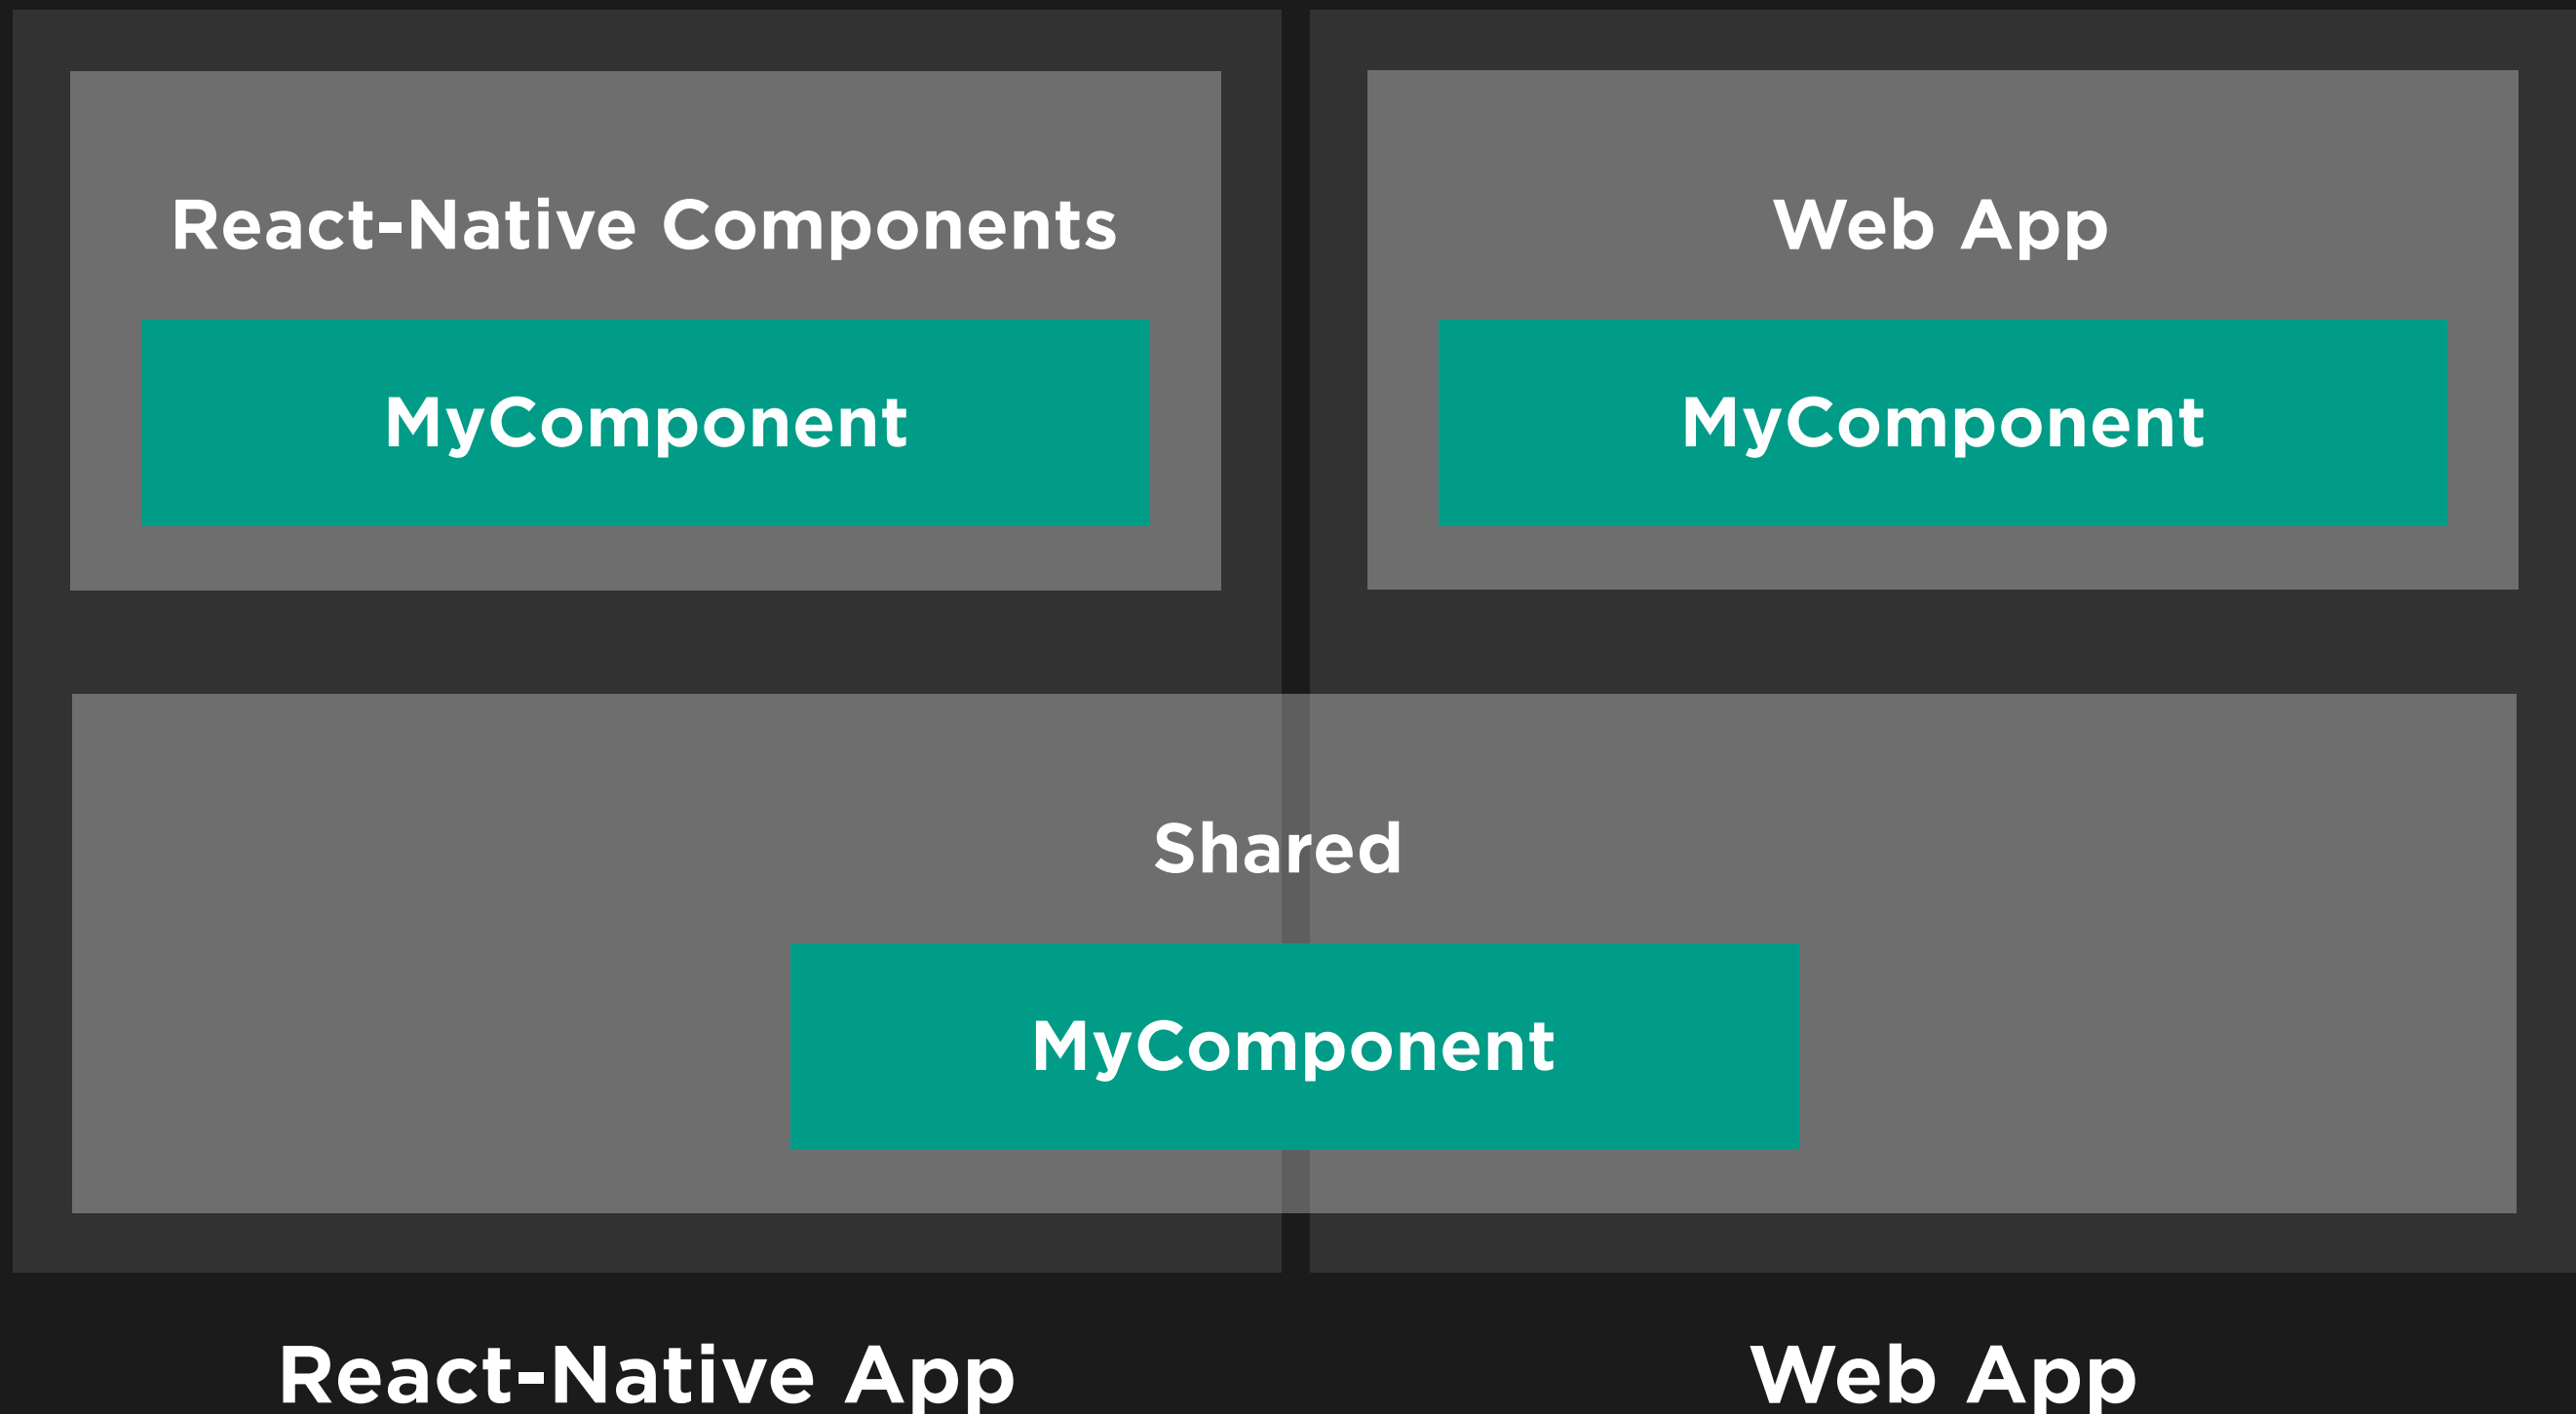 React-Native Components
MyComponent
Web App
MyComponent
Shared
MyComponent
React-Native App
Web App